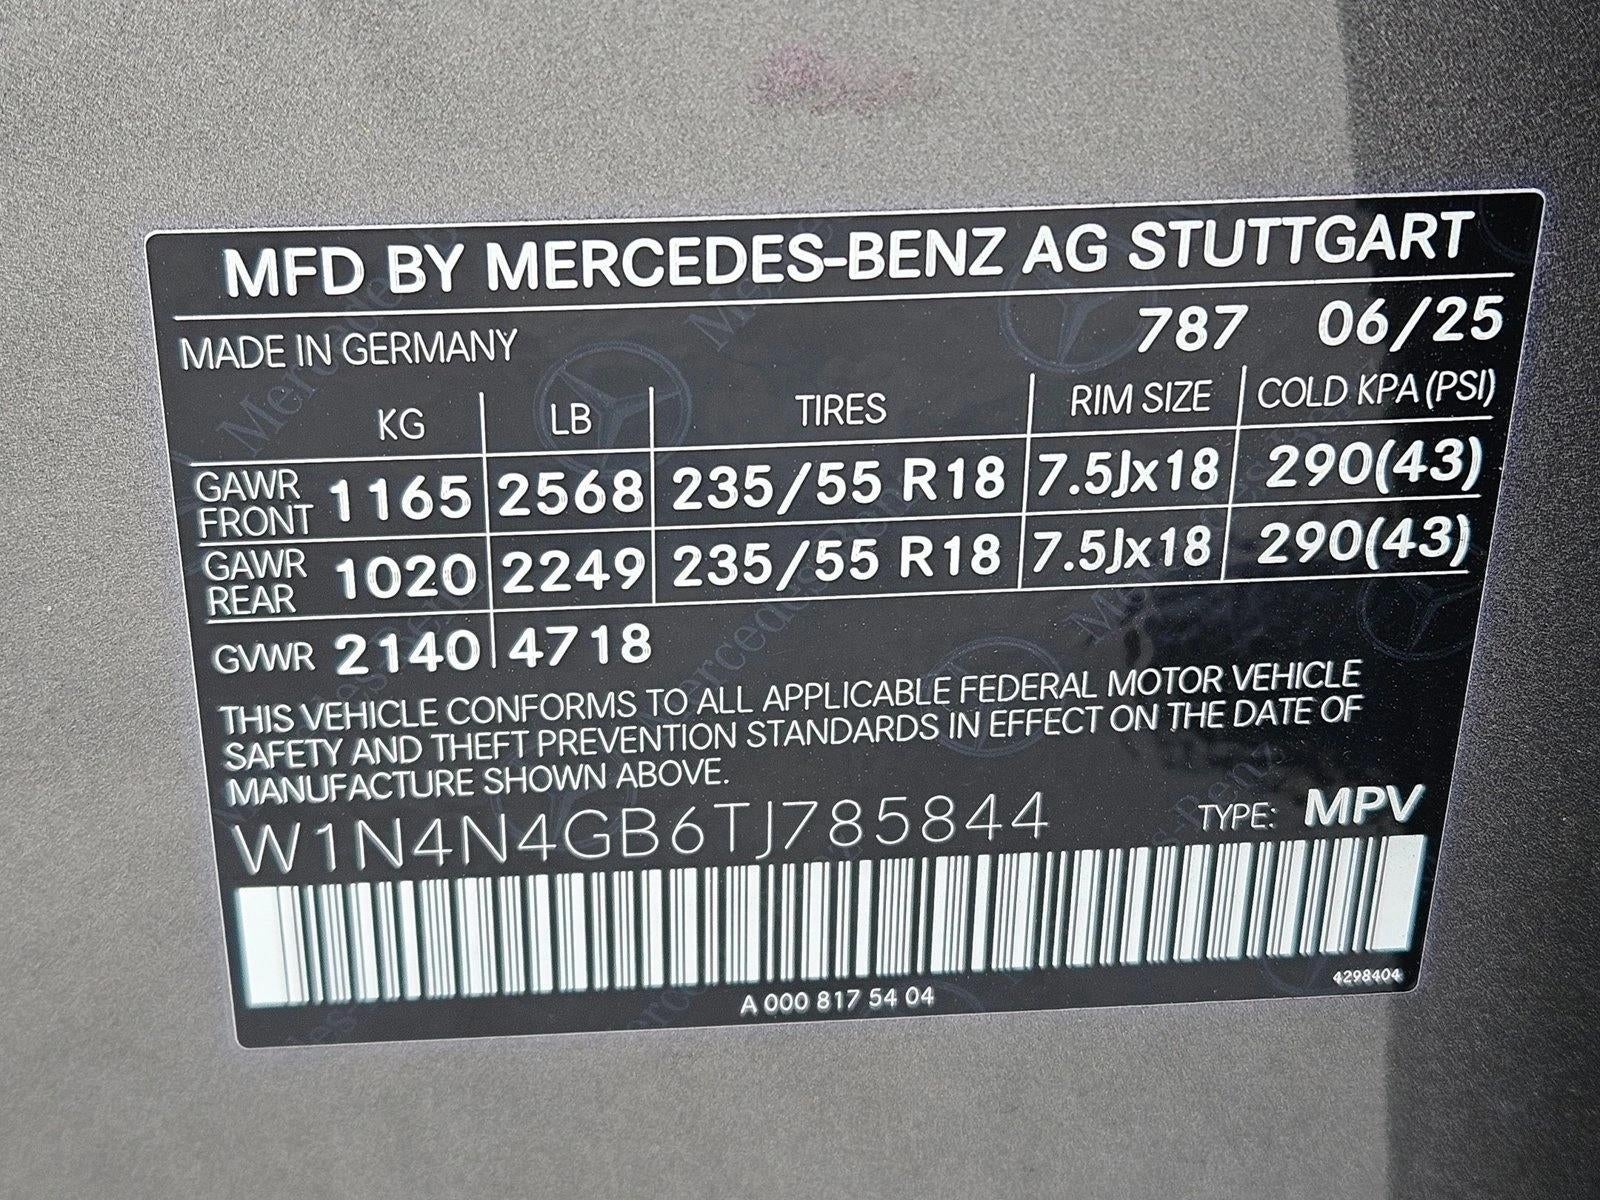 MFD BY MERCEDES-BENZ AG STUTTGART
MADE IN GERMANY 787 06/25
KG LB TIRES RIM SIZE COLD KPA (PSI)
GAWR FRONT 1165 2568 235/55 R18 7.5Jx18 290(43)
GAWR REAR 1020 2249 235/55 R18 7.5Jx18 290(43)
GVWR 2140 4718
THIS VEHICLE CONFORMS TO ALL APPLICABLE FEDERAL MOTOR VEHICLE
SAFETY AND THEFT PREVENTION STANDARDS IN EFFECT ON THE DATE OF
MANUFACTURE SHOWN ABOVE.
W1N4N4GB6TJ785844 TYPE: MPV
A 000 817 54 04
4298404